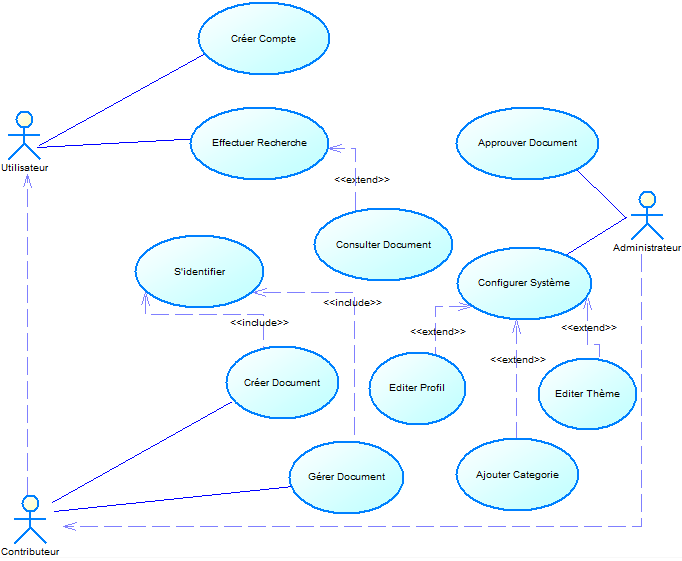 Créer Compte
Effectuer Recherche
Approuver Document
Utilisateur
<<extend>>
Consulter Document
Administrateur
S'identifier
Configurer Système
<<include>>
<<include>>
<<extend>>
<<extend>>
<<extend>>
Créer Document
Editer Profil
Editer Thème
Gérer Document
Ajouter Categorie
Contributeur